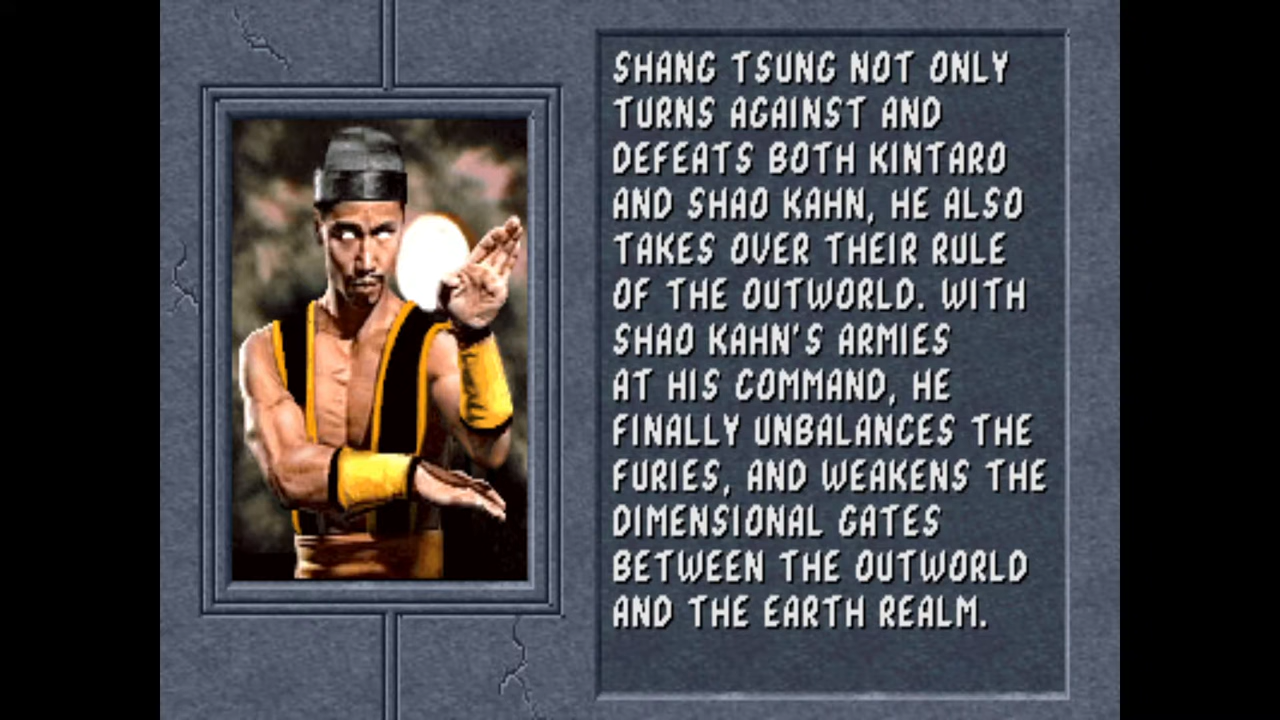 SHANG TSUNG NOT ONLY
TURNS AGAINST AND
DEFEATS BOTH KINTARO
AND SHAO KAHN, HE ALSO
TAKES OVER THEIR RULE
OF THE OUTWORLD. WITH
SHAO KAHN'S ARMIES
AT HIS COMMAND, HE
FINALLY UNBALANCES THE
FURIES, AND WEAKENS THE
DIMENSIONAL GATES
BETWEEN THE OUTWORLD
AND THE EARTH REALM.